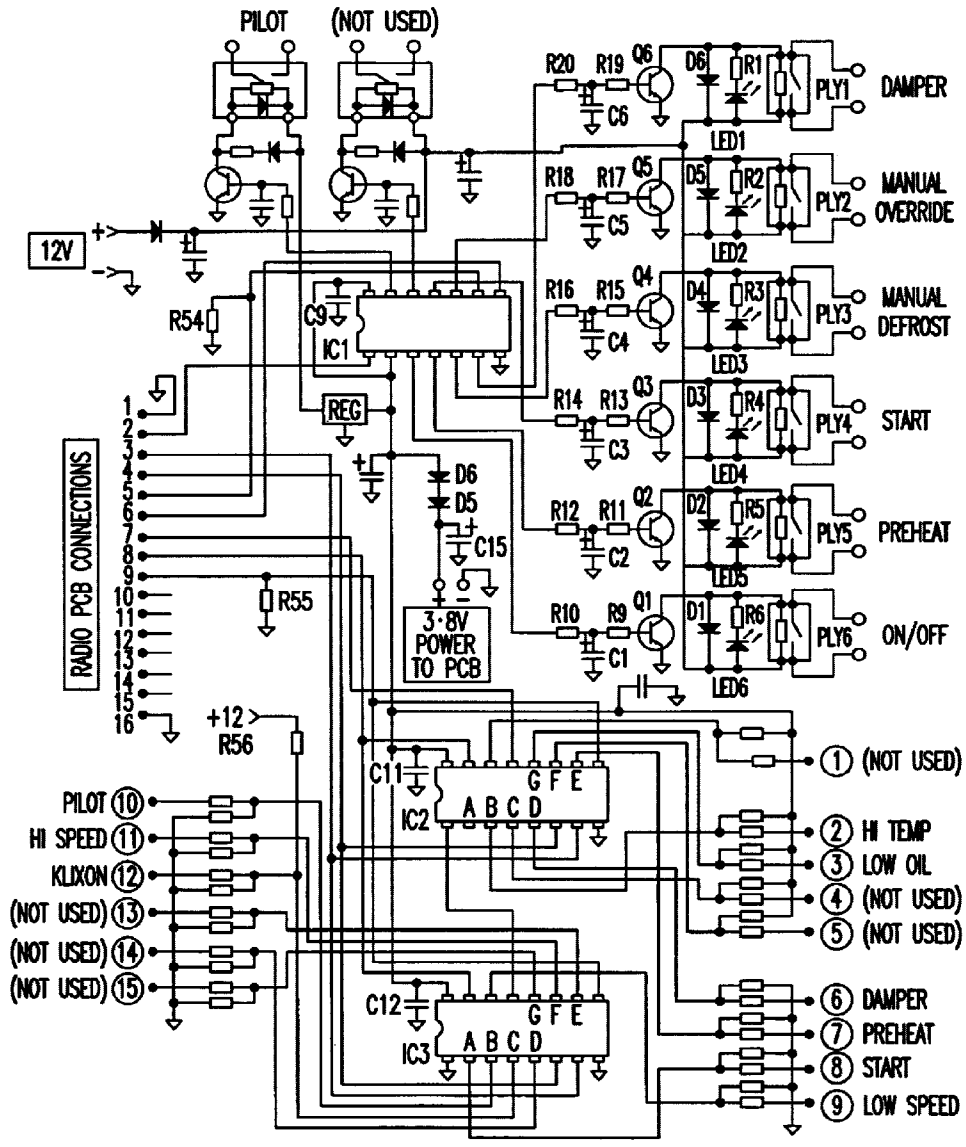 PILOT (NOT USED)
12V
+
−
R54
C9
IC1
REG
RADIO PCB CONNECTIONS
1
2
3
4
5
6
7
8
9
10
11
12
13
14
15
16
R55
D6
D5
C15
+
−
3·8V
POWER
TO PCB
+12
R56
R20 R19 Q6 D6 R1 PLY1 DAMPER
C6
LED1
R18 R17 Q5 D5 R2 PLY2 MANUAL
OVERRIDE
C5
LED2
R16 R15 Q4 D4 R3 PLY3 MANUAL
DEFROST
C4
LED3
R14 R13 Q3 D3 R4 PLY4 START
C3
LED4
R12 R11 Q2 D2 R5 PLY5 PREHEAT
C2
LED5
R10 R9 Q1 D1 R6 PLY6 ON/OFF
C1
LED6
C11
IC2
G F E
A B C D
C12
IC3
G F E
A B C D
PILOT 10
HI SPEED 11
KLIXON 12
(NOT USED) 13
(NOT USED) 14
(NOT USED) 15
1 (NOT USED)
2 HI TEMP
3 LOW OIL
4 (NOT USED)
5 (NOT USED)
6 DAMPER
7 PREHEAT
8 START
9 LOW SPEED